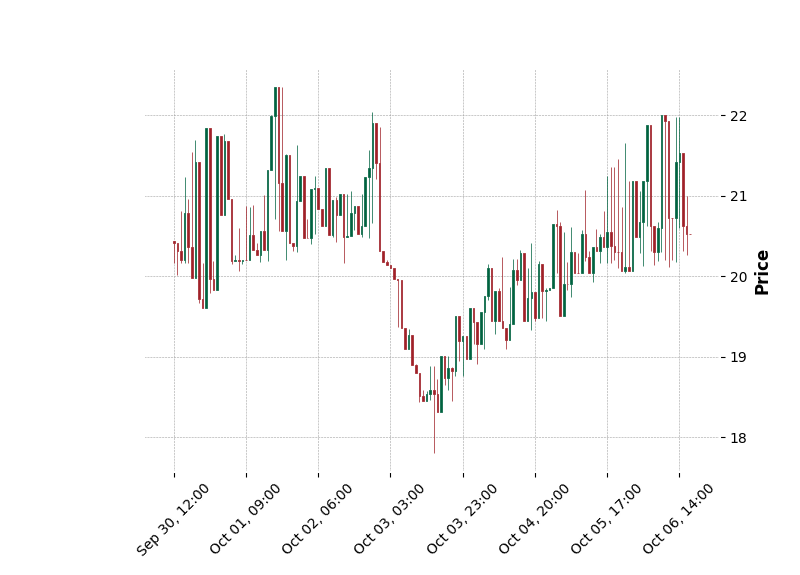 22
21
20
19
18
Price
Sep 30, 12:00
Oct 01, 09:00
Oct 02, 06:00
Oct 03, 03:00
Oct 03, 23:00
Oct 04, 20:00
Oct 05, 17:00
Oct 06, 14:00